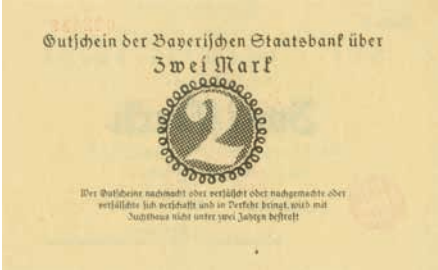 Gutschein der Bayerischen Staatsbank über
Zwei Mark
2
Wer Gutscheine nachmacht oder verfälscht oder nachgemachte oder
verfälschte sich verschafft und in Verkehr bringt, wird mit
Zuchthaus nicht unter zwei Jahren bestraft